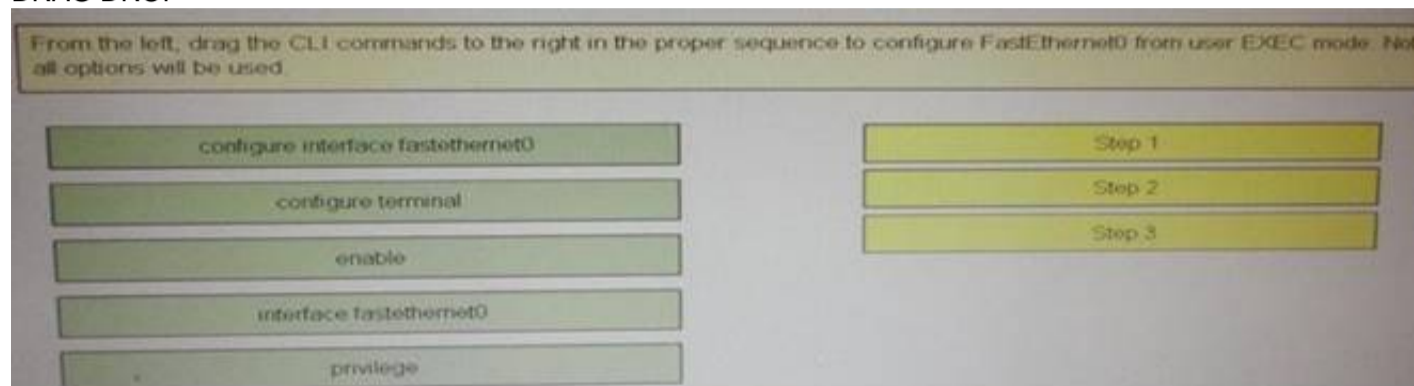 From the left, drag the CLI commands to the right in the proper sequence to configure FastEthernet0 from user EXEC mode. Not
all options will be used.
configure interface fastethernet0
Step 1
configure terminal
Step 2
enable
Step 3
interface fastethernet0
privilege